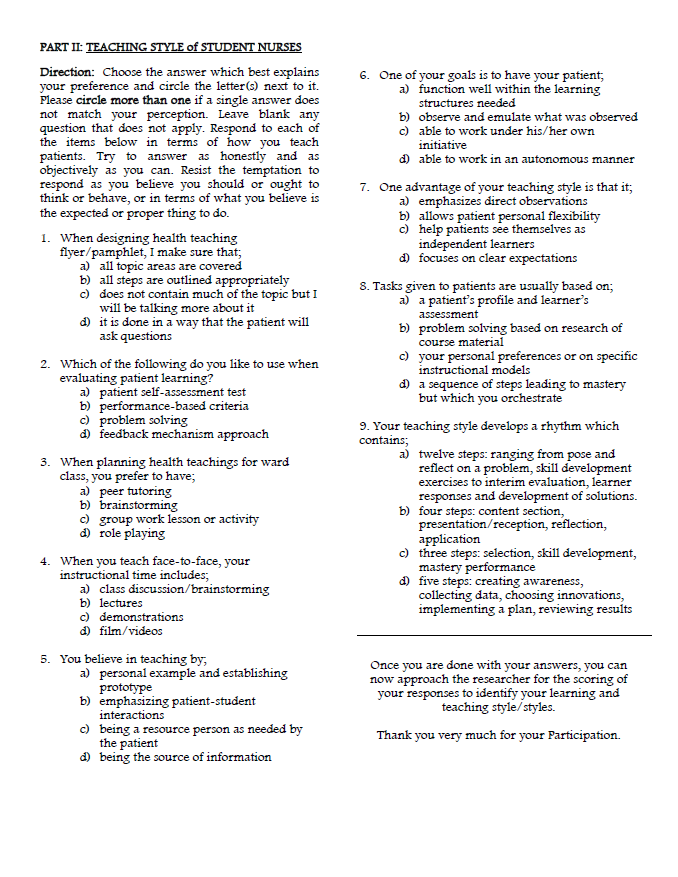 PART II: TEACHING STYLE of STUDENT NURSES
Direction: Choose the answer which best explains
your preference and circle the letter(s) next to it.
Please circle more than one if a single answer does
not match your perception. Leave blank any
question that does not apply. Respond to each of
the items below in terms of how you teach
patients. Try to answer as honestly and as
objectively as you can. Resist the temptation to
respond as you believe you should or ought to
think or behave, or in terms of what you believe is
the expected or proper thing to do.
1. When designing health teaching
flyer/pamphlet, I make sure that;
a) all topic areas are covered
b) all steps are outlined appropriately
c) does not contain much of the topic but I
will be talking more about it
d) it is done in a way that the patient will
ask questions
2. Which of the following do you like to use when
evaluating patient learning?
a) patient self-assessment test
b) performance-based criteria
c) problem solving
d) feedback mechanism approach
3. When planning health teachings for ward
class, you prefer to have;
a) peer tutoring
b) brainstorming
c) group work lesson or activity
d) role playing
4. When you teach face-to-face, your
instructional time includes;
a) class discussion/brainstorming
b) lectures
c) demonstrations
d) film/videos
5. You believe in teaching by;
a) personal example and establishing
prototype
b) emphasizing patient-student
interactions
c) being a resource person as needed by
the patient
d) being the source of information
6. One of your goals is to have your patient;
a) function well within the learning
structures needed
b) observe and emulate what was observed
c) able to work under his/her own
initiative
d) able to work in an autonomous manner
7. One advantage of your teaching style is that it;
a) emphasizes direct observations
b) allows patient personal flexibility
c) help patients see themselves as
independent learners
d) focuses on clear expectations
8. Tasks given to patients are usually based on;
a) a patient's profile and learner's
assessment
b) problem solving based on research of
course material
c) your personal preferences or on specific
instructional models
d) a sequence of steps leading to mastery
but which you orchestrate
9. Your teaching style develops a rhythm which
contains;
a) twelve steps: ranging from pose and
reflect on a problem, skill development
exercises to interim evaluation, learner
responses and development of solutions.
b) four steps: content section,
presentation/reception, reflection,
application
c) three steps: selection, skill development,
mastery performance
d) five steps: creating awareness,
collecting data, choosing innovations,
implementing a plan, reviewing results
Once you are done with your answers, you can
now approach the researcher for the scoring of
your responses to identify your learning and
teaching style/styles.
Thank you very much for your Participation.